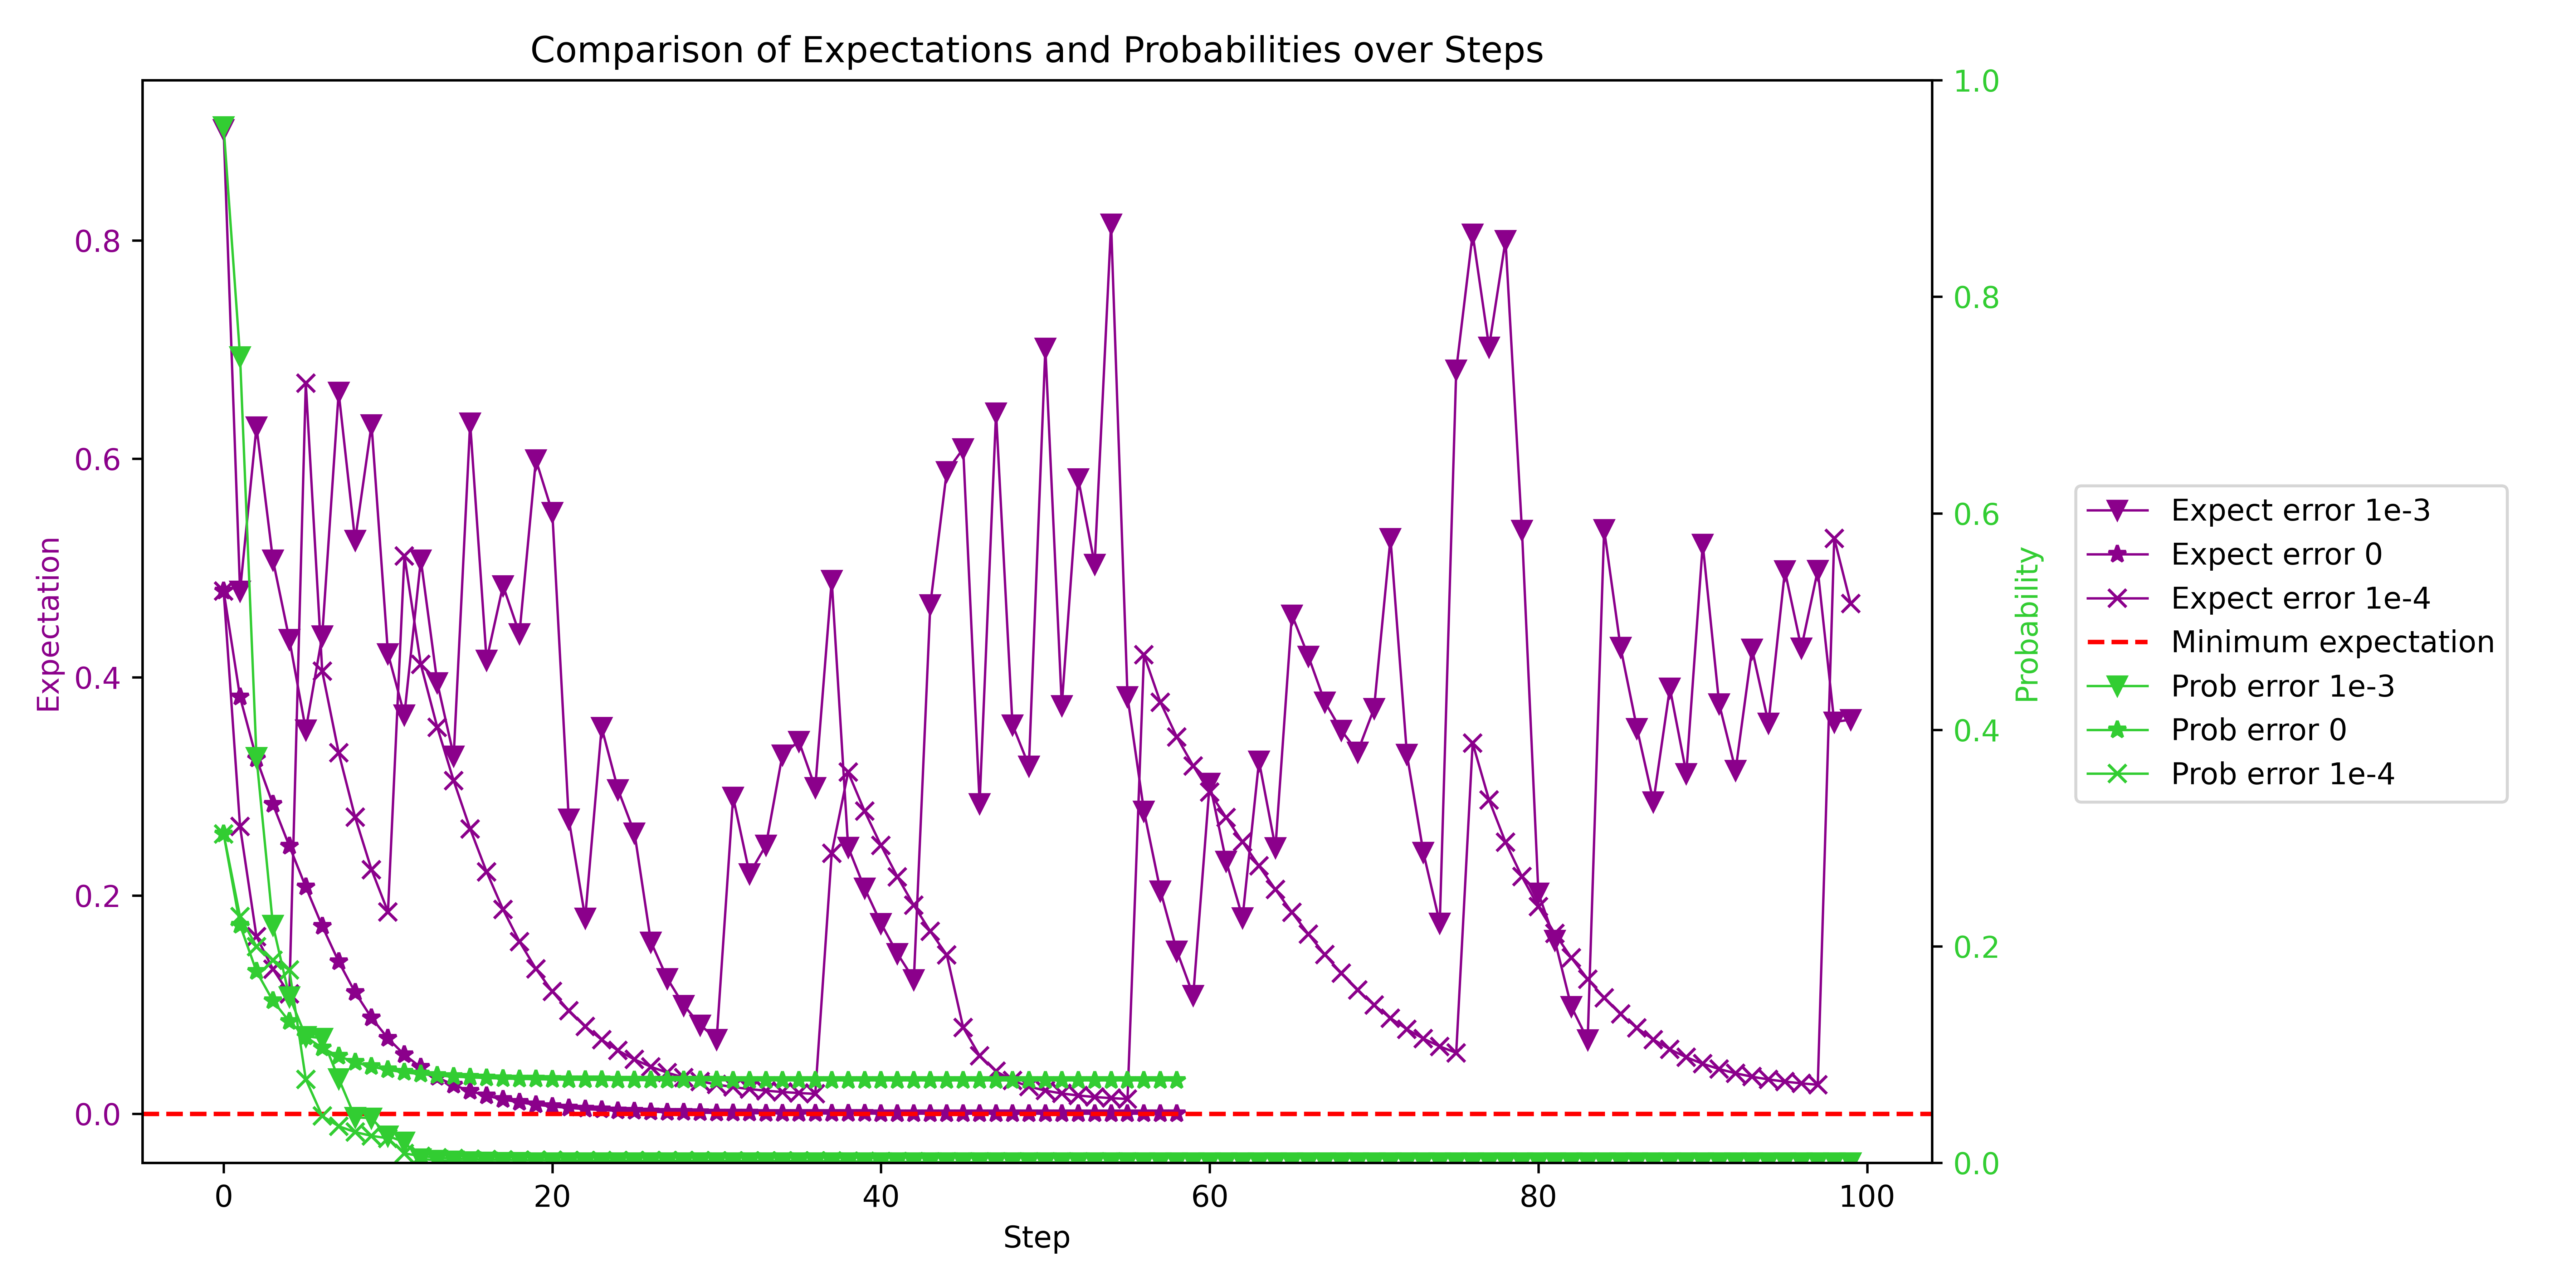 Comparison of Expectations and Probabilities over Steps
Expectation
0.8
0.6
0.4
0.2
0.0
0
20
40
60
80
100
Step
1.0
0.8
0.6
0.4
0.2
0.0
Probability
Expect error 1e-3
Expect error 0
Expect error 1e-4
Minimum expectation
Prob error 1e-3
Prob error 0
Prob error 1e-4